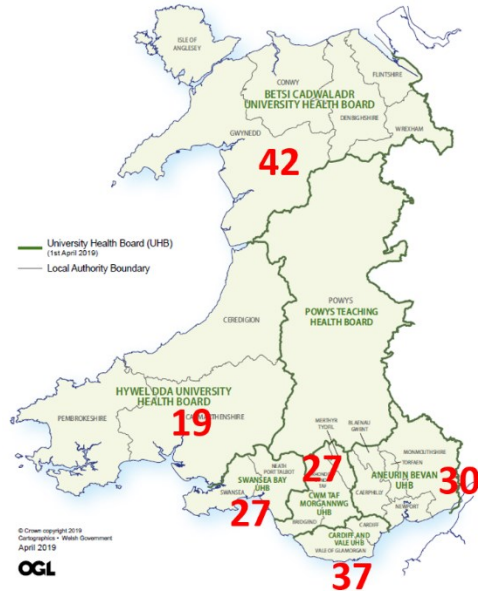 ISLE OF
ANGLESEY
CONWY
FLINTSHIRE
BETSI CADWALADR
UNIVERSITY HEALTH BOARD
DENBIGHSHIRE
WREXHAM
GWYNEDD
42
University Health Board (UHB)
(1st April 2019)
Local Authority Boundary
POWYS
POWYS TEACHING
HEALTH BOARD
CEREDIGION
HYWEL DDA UNIVERSITY
HEALTH BOARD
PEMBROKESHIRE
19
MERTHYR
TYDFIL
BLAENAU
GWENT
MONMOUTHSHIRE
TORFAEN
NEATH
PORT TALBOT
SWANSEA BAY
UHB
SWANSEA
27
27
TAF
CWM TAF
MORGANNWG
UHB
BRIDGEND
ANEURIN BEVAN
UHB
CAERPHILLY
NEWPORT
30
CARDIFF
CARDIFF AND
VALE UHB
VALE OF GLAMORGAN
37
© Crown copyright 2019
Cartographics • Welsh Government
April 2019
OGL